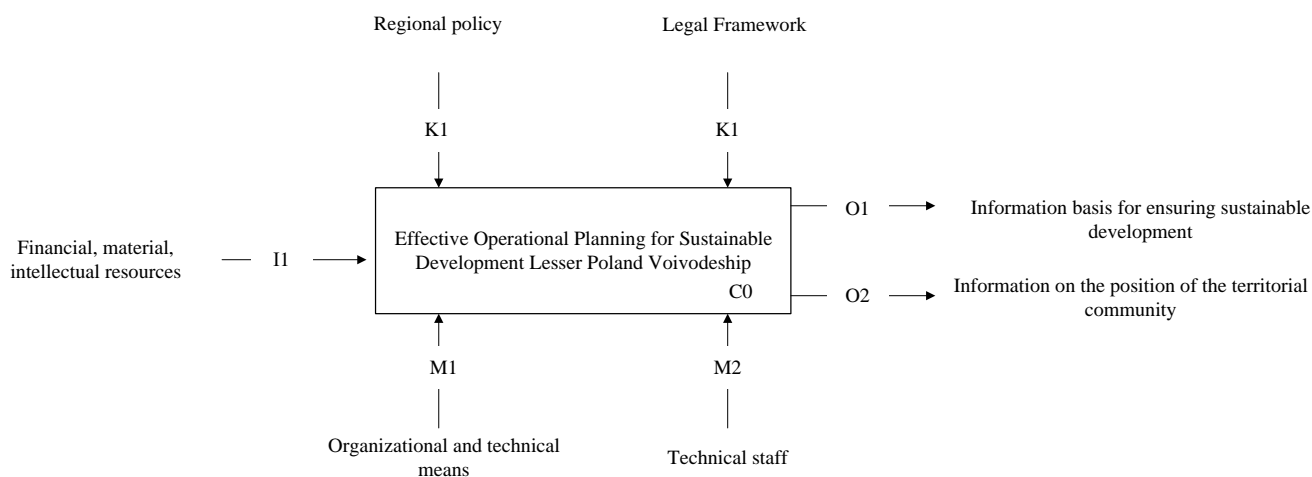 Regional policy
Legal Framework
K1
K1
Effective Operational Planning for Sustainable
Development Lesser Poland Voivodeship
C0
Financial, material,
intellectual resources
I1
O1
Information basis for ensuring sustainable
development
O2
Information on the position of the territorial
community
M1
M2
Organizational and technical
means
Technical staff